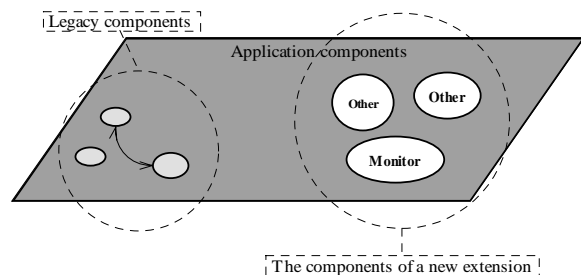 Legacy components
Application components
Other
Other
Monitor
The components of a new extension